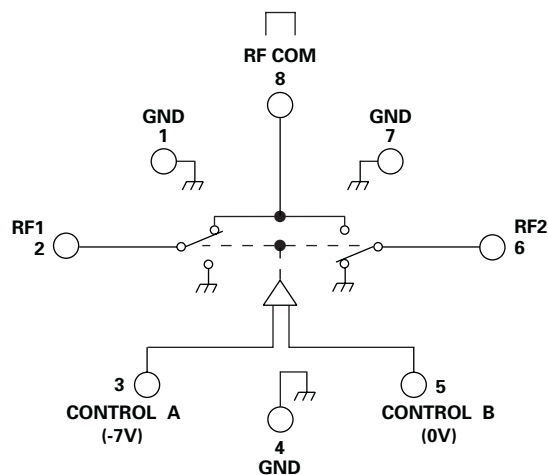 RF COM
8
GND
1
GND
7
RF1
2
RF2
6
3
CONTROL A
(-7V)
5
CONTROL B
(0V)
4
GND